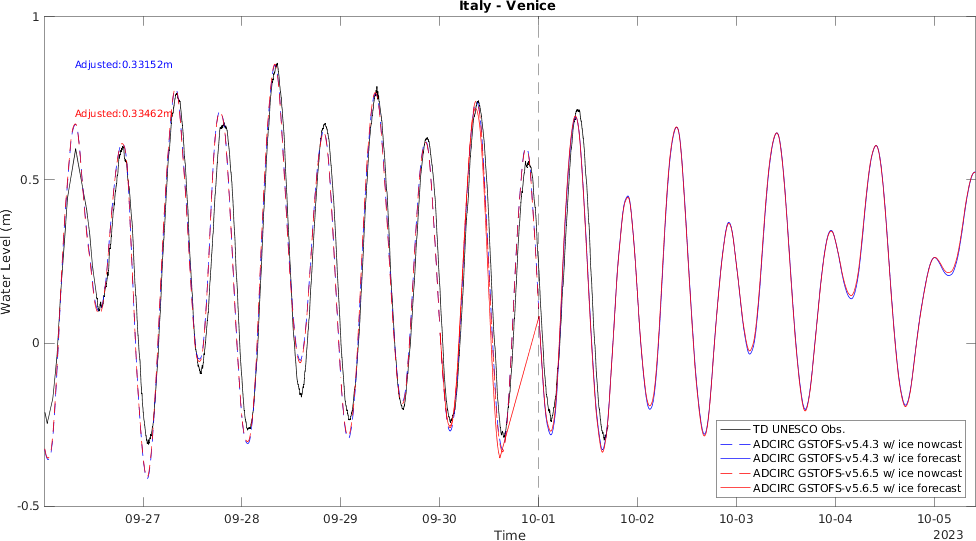 Italy - Venice
1
0.5
0
-0.5
Water Level (m)
Adjusted:0.33152m
Adjusted:0.33462m
TD UNESCO Obs.
ADCIRC GSTOFS-v5.4.3 w/ ice nowcast
ADCIRC GSTOFS-v5.4.3 w/ ice forecast
ADCIRC GSTOFS-v5.6.5 w/ ice nowcast
ADCIRC GSTOFS-v5.6.5 w/ ice forecast
09-27 09-28 09-29 09-30 10-01 10-02 10-03 10-04 10-05
Time
2023